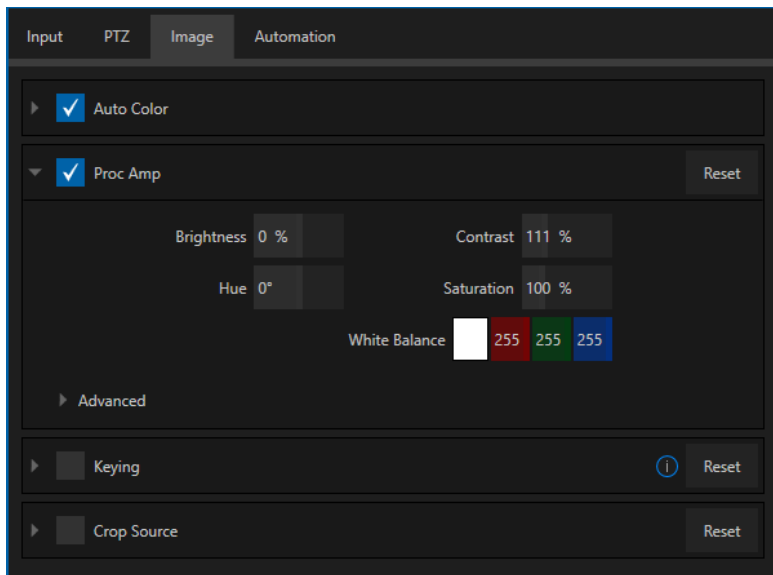 Input PTZ Image Automation
Auto Color
Proc Amp Reset
Brightness 0 % Contrast 111 %
Hue 0° Saturation 100 %
White Balance 255 255 255
Advanced
Keying i Reset
Crop Source Reset